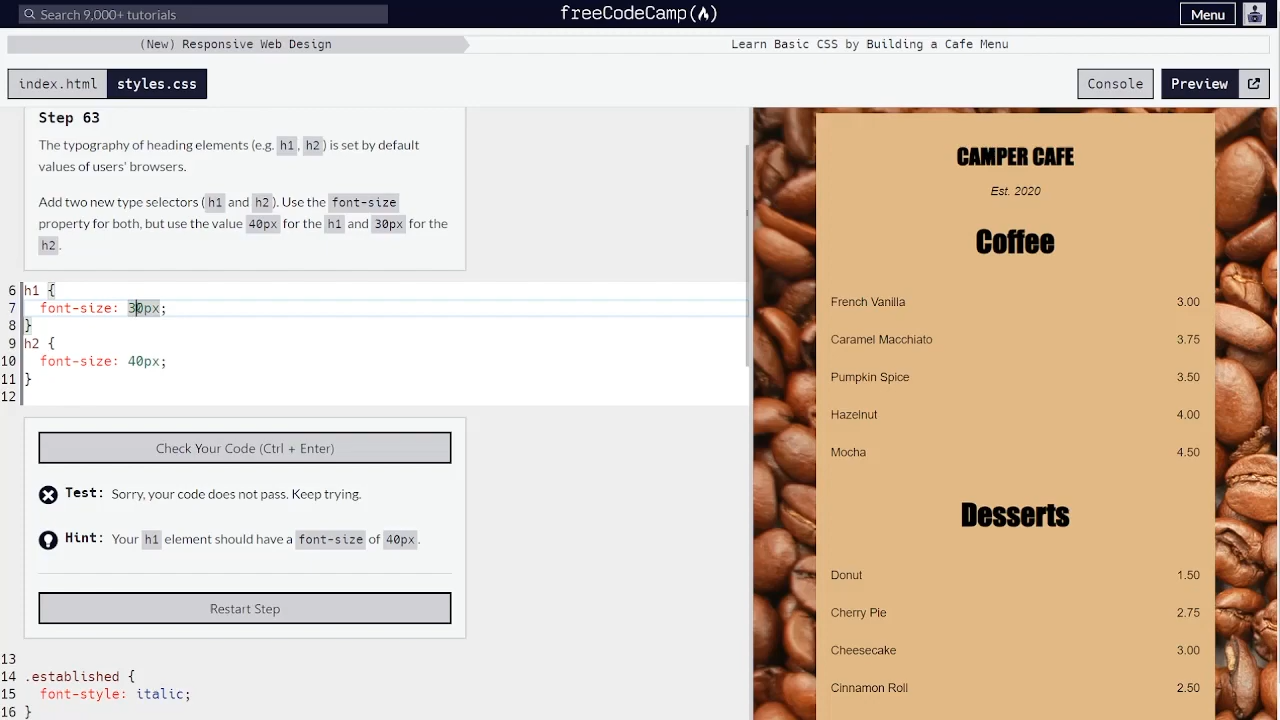 Search 9,000+ tutorials
freeCodeCamp(🔥)
Menu
(New) Responsive Web Design
Learn Basic CSS by Building a Cafe Menu
index.html
styles.css
Console
Preview
Step 63
The typography of heading elements (e.g. h1, h2) is set by default
values of users' browsers.
Add two new type selectors (h1 and h2). Use the font-size
property for both, but use the value 40px for the h1 and 30px for the
h2.
6 h1 {
7 font-size: 30px;
8 }
9 h2 {
10 font-size: 40px;
11 }
12
Check Your Code (Ctrl + Enter)
Test: Sorry, your code does not pass. Keep trying.
Hint: Your h1 element should have a font-size of 40px.
Restart Step
13
14 .established {
15 font-style: italic;
16 }
CAMPER CAFE
Est. 2020
Coffee
French Vanilla 3.00
Caramel Macchiato 3.75
Pumpkin Spice 3.50
Hazelnut 4.00
Mocha 4.50
Desserts
Donut 1.50
Cherry Pie 2.75
Cheesecake 3.00
Cinnamon Roll 2.50